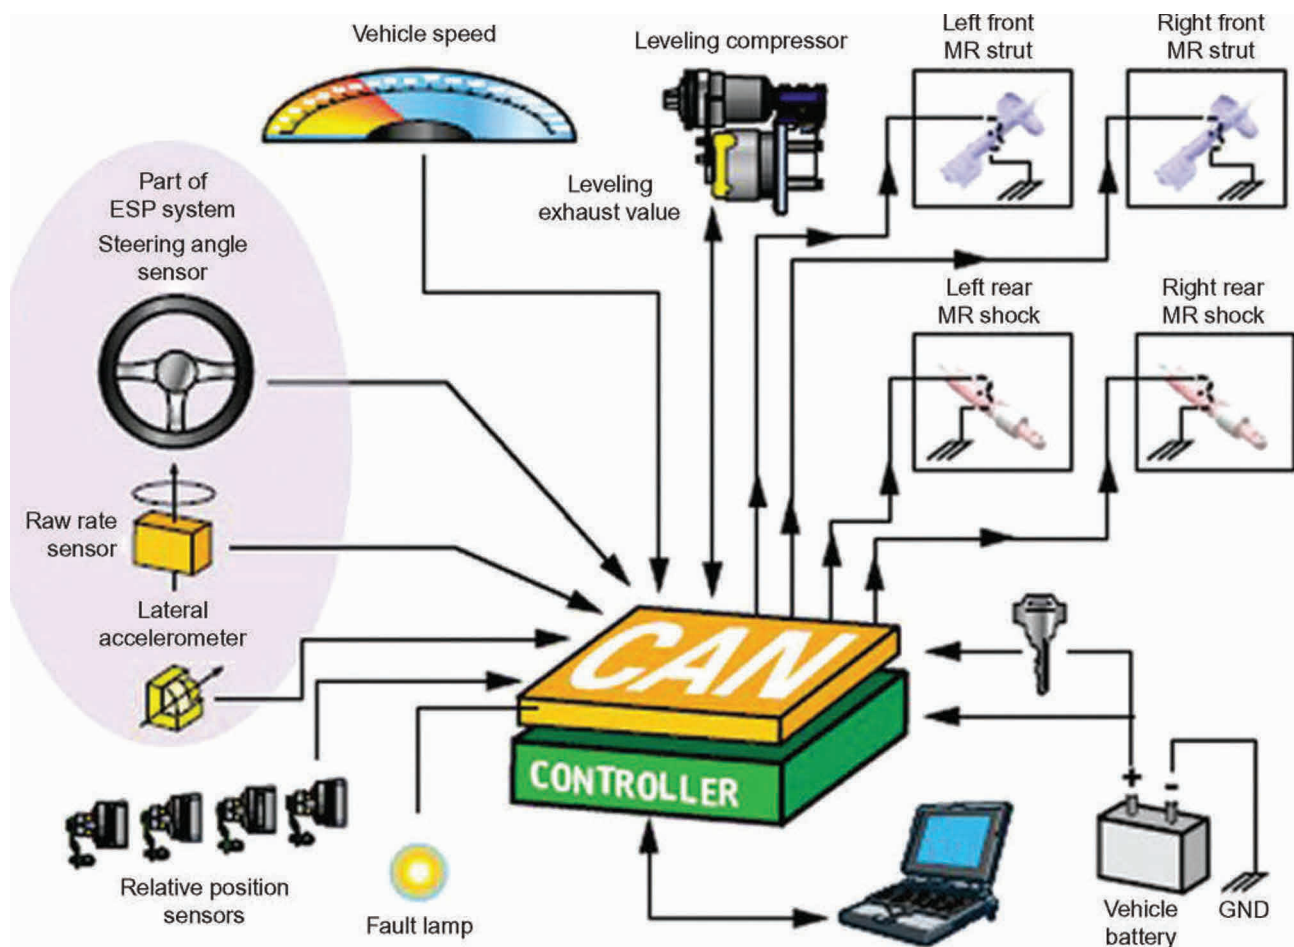 Vehicle speed
Leveling compressor
Left front
MR strut
Right front
MR strut
Part of
ESP system
Steering angle
sensor
Leveling
exhaust value
Left rear
MR shock
Right rear
MR shock
Raw rate
sensor
Lateral
accelerometer
CAN
CONTROLLER
+
-
Relative position
sensors
Fault lamp
Vehicle
battery
GND